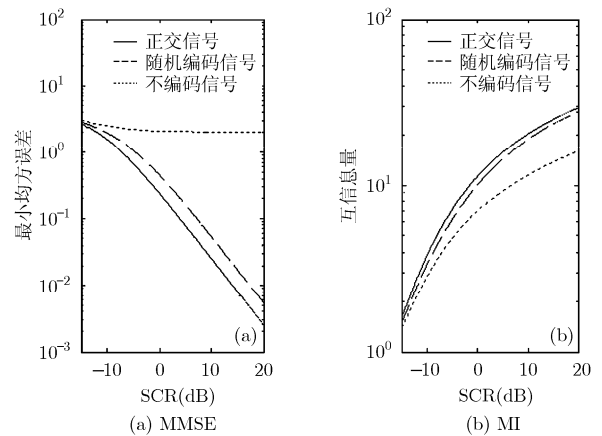 10^2
10^1
10^0
10^-1
10^-2
10^-3
最小均方误差
正交信号
随机编码信号
不编码信号
(a)
-10
0
10
20
SCR(dB)
(a) MMSE
10^2
10^1
10^0
互信息量
正交信号
随机编码信号
不编码信号
(b)
-10
0
10
20
SCR(dB)
(b) MI